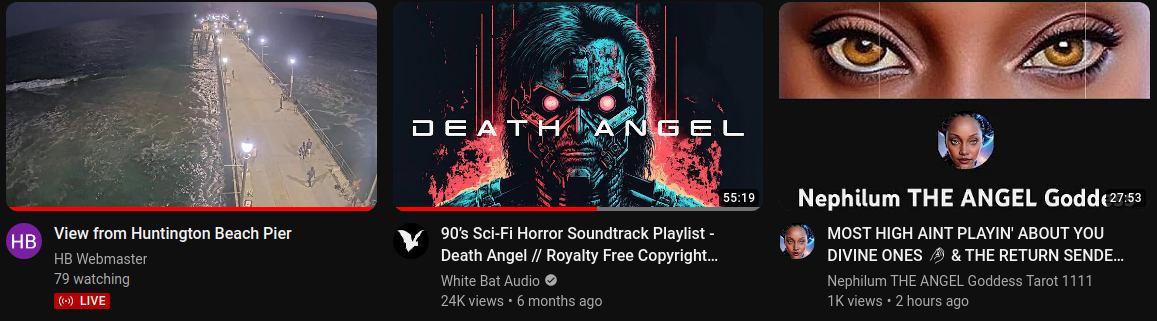 DEATH ANGEL
55:19
Nephilum THE ANGEL Godde
27:53
HB
View from Huntington Beach Pier
HB Webmaster
79 watching
LIVE
90's Sci-Fi Horror Soundtrack Playlist -
Death Angel // Royalty Free Copyright...
White Bat Audio
24K views • 6 months ago
MOST HIGH AINT PLAYIN' ABOUT YOU
DIVINE ONES 🪽 & THE RETURN SENDE...
Nephilum THE ANGEL Goddess Tarot 1111
1K views • 2 hours ago